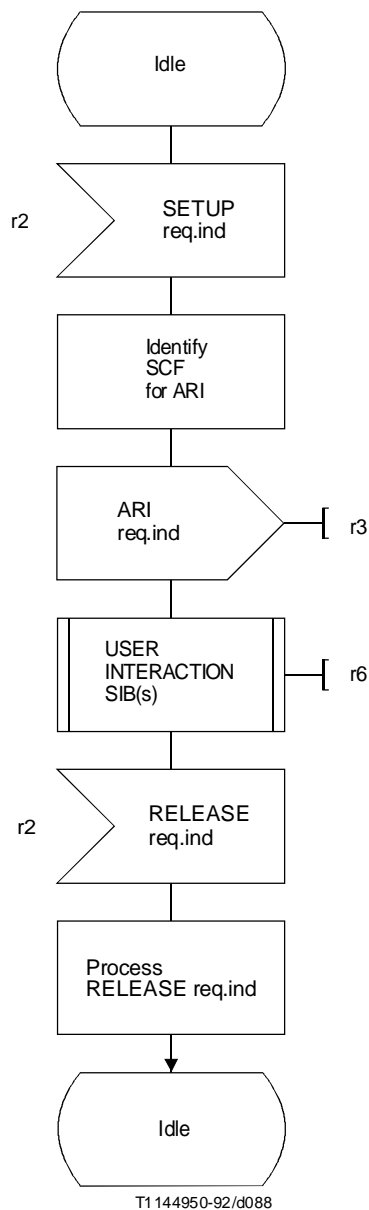 Idle
r2
SETUP
req.ind
Identify
SCF
for ARI
ARI
req.ind
r3
USER
INTERACTION
SIB(s)
r6
r2
RELEASE
req.ind
Process
RELEASE req.ind
Idle
T1144950-92/d088